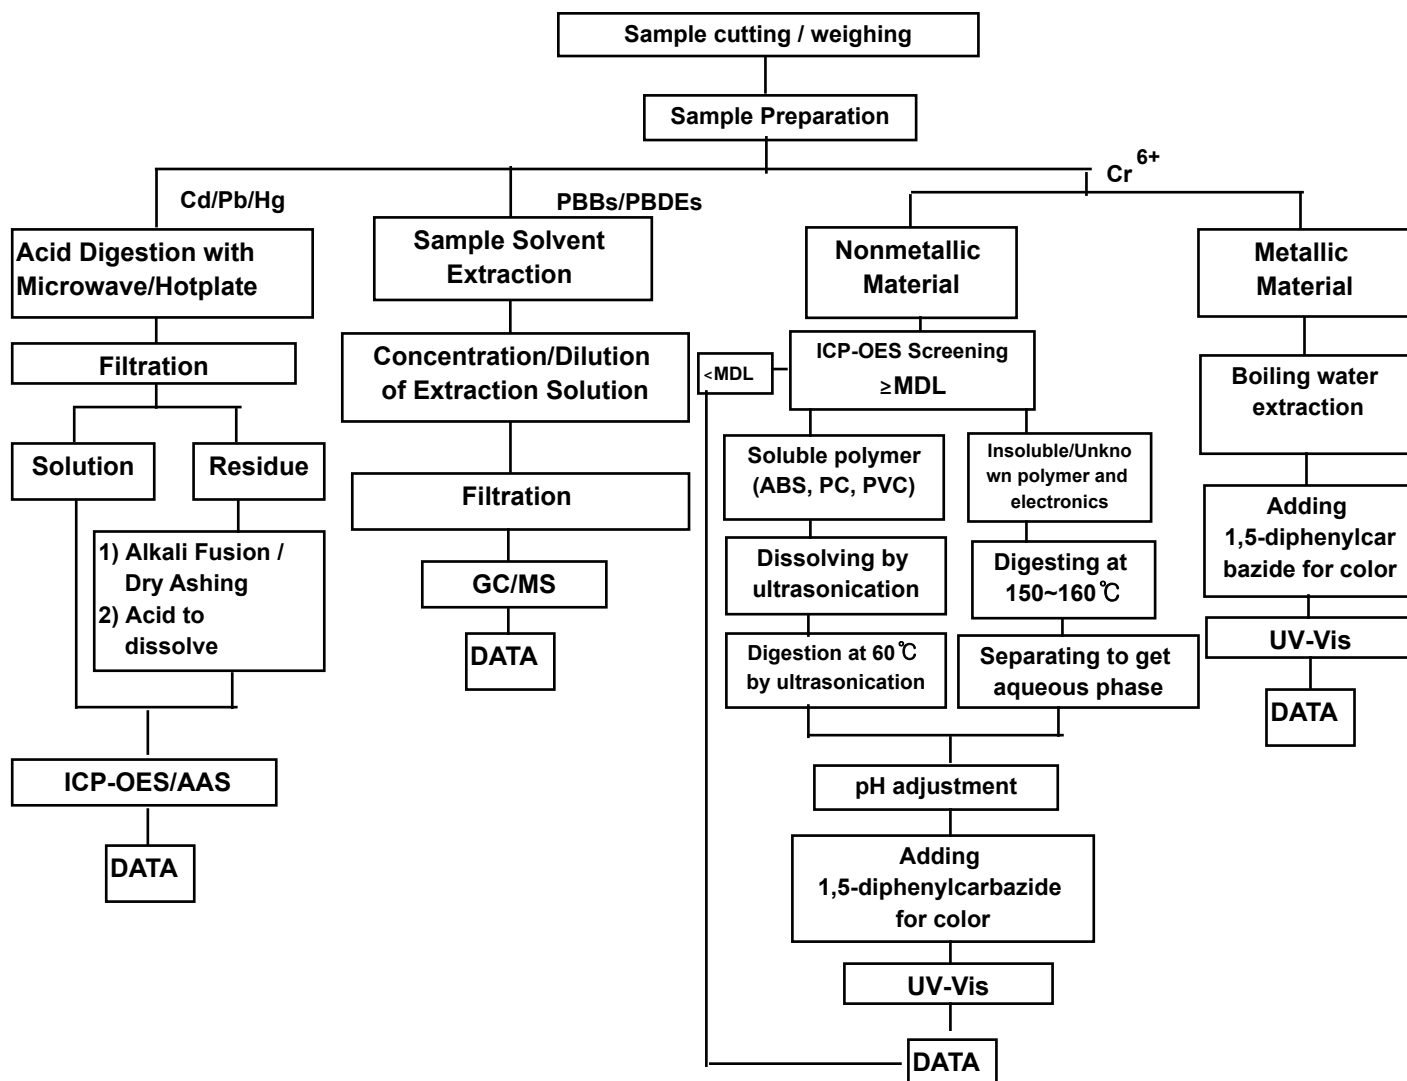 Sample cutting / weighing
Sample Preparation
Cd/Pb/Hg
PBBs/PBDEs
Cr 6+
Acid Digestion with
Microwave/Hotplate
Filtration
Solution
Residue
1) Alkali Fusion /
Dry Ashing
2) Acid to
dissolve
ICP-OES/AAS
DATA
Sample Solvent
Extraction
Concentration/Dilution
of Extraction Solution
Filtration
GC/MS
DATA
Nonmetallic
Material
ICP-OES Screening
≥MDL
<MDL
Soluble polymer
(ABS, PC, PVC)
Dissolving by
ultrasonication
Digestion at 60℃
by ultrasonication
Insoluble/Unkno
wn polymer and
electronics
Digesting at
150~160℃
Separating to get
aqueous phase
pH adjustment
Adding
1,5-diphenylcarbazide
for color
UV-Vis
DATA
Metallic
Material
Boiling water
extraction
Adding
1,5-diphenylcar
bazide for color
UV-Vis
DATA